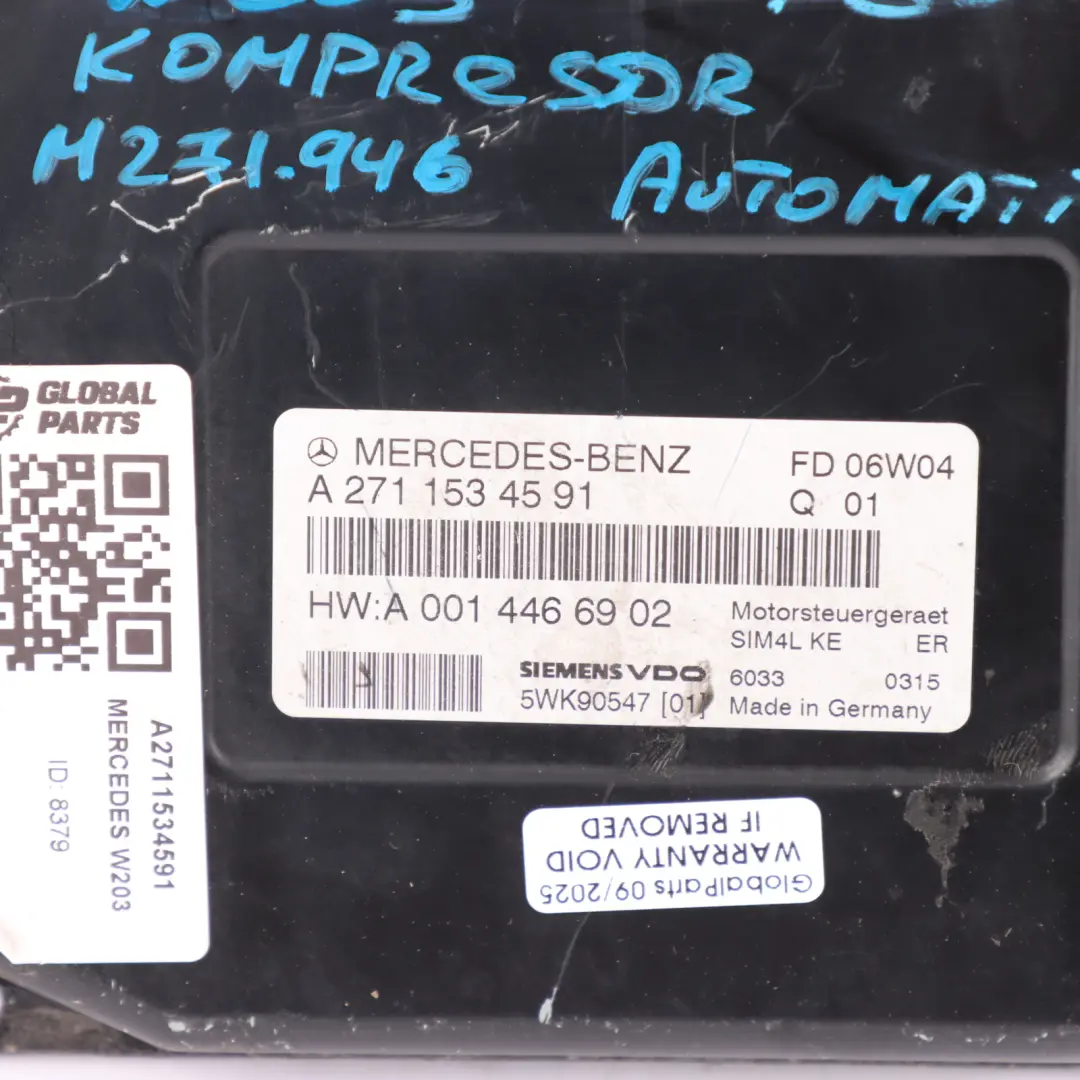 KOMPRESSOR
M271.946 AUTOMATI
GLOBAL
PARTS
A2711534591
MERCEDES W203
ID: 8379
MERCEDES-BENZ FD 06W04
A 271 153 45 91 Q 01
HW:A 001 446 69 02
Motorsteuergeraet
SIM4L KE ER
SIEMENS VDO 6033 0315
5WK90547 [01] Made in Germany
GlobalParts 09/2025
WARRANTY VOID
IF REMOVED